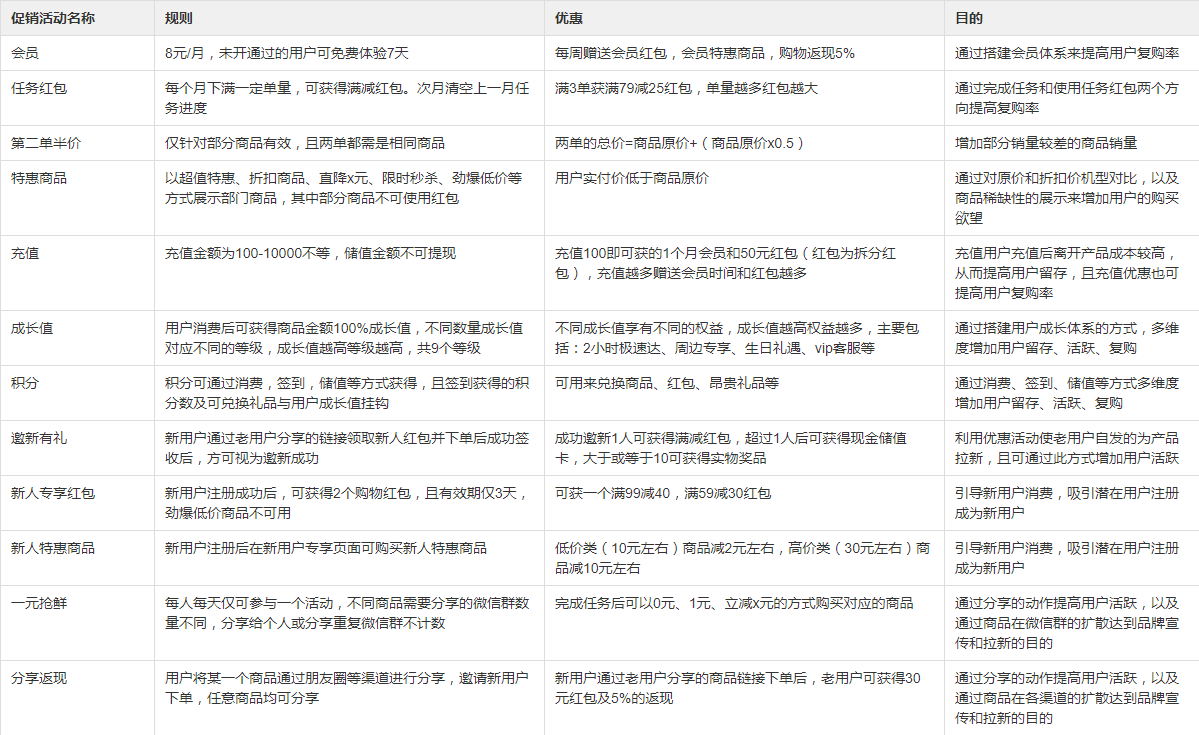 促销活动名称
规则
优惠
目的
会员
8元/月，未开通过的用户可免费体验7天
每周赠送会员红包，会员特惠商品，购物返现5%
通过搭建会员体系来提高用户复购率
任务红包
每个月下满一定单量，可获得满减红包。次月清空上一月任
务进度
满3单获满79减25红包，单量越多红包越大
通过完成任务和使用任务红包两个方
向提高复购率
第二单半价
仅针对部分商品有效，且两单都需是相同商品
两单的总价=商品原价+（商品原价x0.5）
增加部分销量较差的商品销量
特惠商品
以超值特惠、折扣商品、直降x元、限时秒杀、劲爆低价等
方式展示部门商品，其中部分商品不可使用红包
用户实付价低于商品原价
通过对原价和折扣价机型对比，以及
商品稀缺性的展示来增加用户的购买
欲望
充值
充值金额为100-10000不等，储值金额不可提现
充值100即可获的1个月会员和50元红包（红包为拆分红
包），充值越多赠送会员时间和红包越多
充值用户充值后离开产品成本较高，
从而提高用户留存，且充值优惠也可
提高用户复购率
成长值
用户消费后可获得商品金额100%成长值，不同数量成长值
对应不同的等级，成长值越高等级越高，共9个等级
不同成长值享有不同的权益，成长值越高权益越多，主要包
括：2小时极速达、周边专享、生日礼遇、vip客服等
通过搭建用户成长体系的方式，多维
度增加用户留存、活跃、复购
积分
积分可通过消费，签到，储值等方式获得，且签到获得的积
分数及可兑换礼品与用户成长值挂钩
可用来兑换商品、红包、昂贵礼品等
通过消费、签到、储值等方式多维度
增加用户留存、活跃、复购
邀新有礼
新用户通过老用户分享的链接领取新人红包并下单后成功签
收后，方可视为邀新成功
成功邀新1人可获得满减红包，超过1人后可获得现金储值
卡，大于或等于10可获得实物奖品
利用优惠活动使老用户自发的为产品
拉新，且可通过此方式增加用户活跃
新人专享红包
新用户注册成功后，可获得2个购物红包，且有效期仅3天，
劲爆低价商品不可用
可获一个满99减40，满59减30红包
引导新用户消费，吸引潜在用户注册
成为新用户
新人特惠商品
新用户注册后在新用户专享页面可购买新人特惠商品
低价类（10元左右）商品减2元左右，高价类（30元左右）商
品减10元左右
引导新用户消费，吸引潜在用户注册
成为新用户
一元抢鲜
每人每天仅可参与一个活动，不同商品需要分享的微信群数
量不同，分享给个人或分享重复微信群不计数
完成任务后可以0元、1元、立减x元的方式购买对应的商品
通过分享的动作提高用户活跃，以及
通过商品在微信群的扩散达到品牌宣
传和拉新的目的
分享返现
用户将某一个商品通过朋友圈等渠道进行分享，邀请新用户
下单，任意商品均可分享
新用户通过老用户分享的商品链接下单后，老用户可获得30
元红包及5%的返现
通过分享的动作提高用户活跃，以及
通过商品在各渠道的扩散达到品牌宣
传和拉新的目的